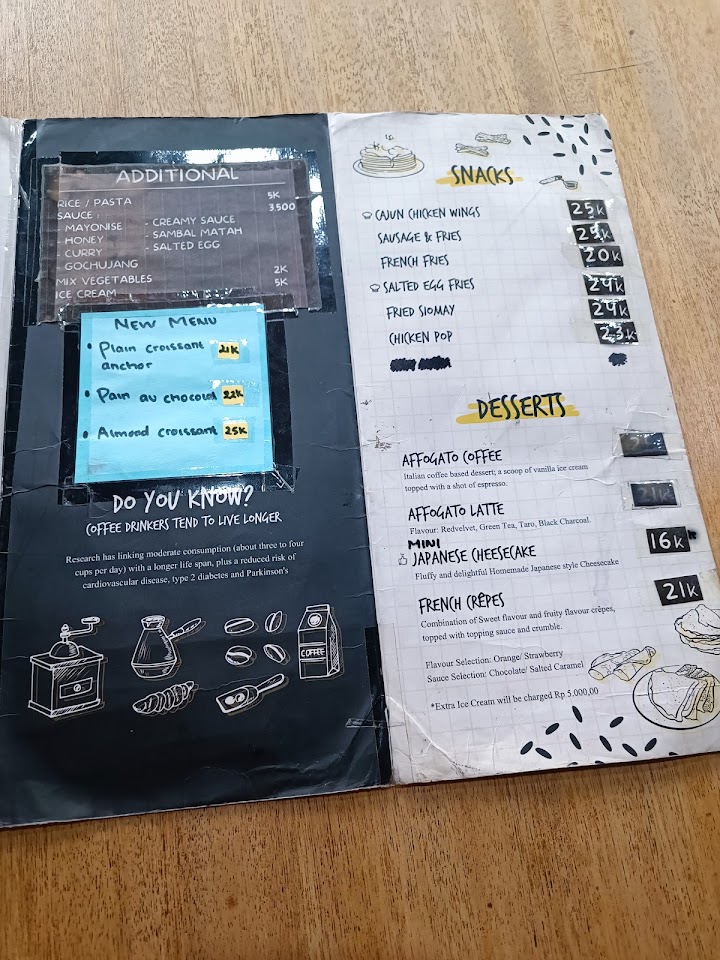 ADDITIONAL
RICE / PASTA 5K
SAUCE : 3.500
- MAYONISE - CREAMY SAUCE
- HONEY - SAMBAL MATAH
- CURRY - SALTED EGG
- GOCHUJANG
MIX VEGETABLES 2K
ICE CREAM 5K
NEW MENU
• Plain croissant 21K
anchor
• Pain au chocolat 22K
• Almond croissant 25K
DO YOU KNOW?
COFFEE DRINKERS TEND TO LIVE LONGER
Research has linking moderate consumption (about three to four
cups per day) with a longer life span, plus a reduced risk of
cardiovascular disease, type 2 diabetes and Parkinson's
COFFEE
SNACKS
CAJUN CHICKEN WINGS 25K
SAUSAGE & FRIES 25K
FRENCH FRIES 20K
SALTED EGG FRIES 24K
FRIED SIOMAY 24K
CHICKEN POP 23K
DESSERTS
AFFOGATO COFFEE
Italian coffee based dessert; a scoop of vanilla ice cream
topped with a shot of espresso.
AFFOGATO LATTE 21K
Flavour: Redvelvet, Green Tea, Taro, Black Charcoal.
MINI
JAPANESE CHEESECAKE 16K
Fluffy and delightful Homemade Japanese style Cheesecake
FRENCH CRÊPES 21K
Combination of Sweet flavour and fruity flavour crêpes,
topped with topping sauce and crumble.
Flavour Selection: Orange/ Strawberry
Sauce Selection: Chocolate/ Salted Caramel
*Extra Ice Cream will be charged Rp 5.000,00